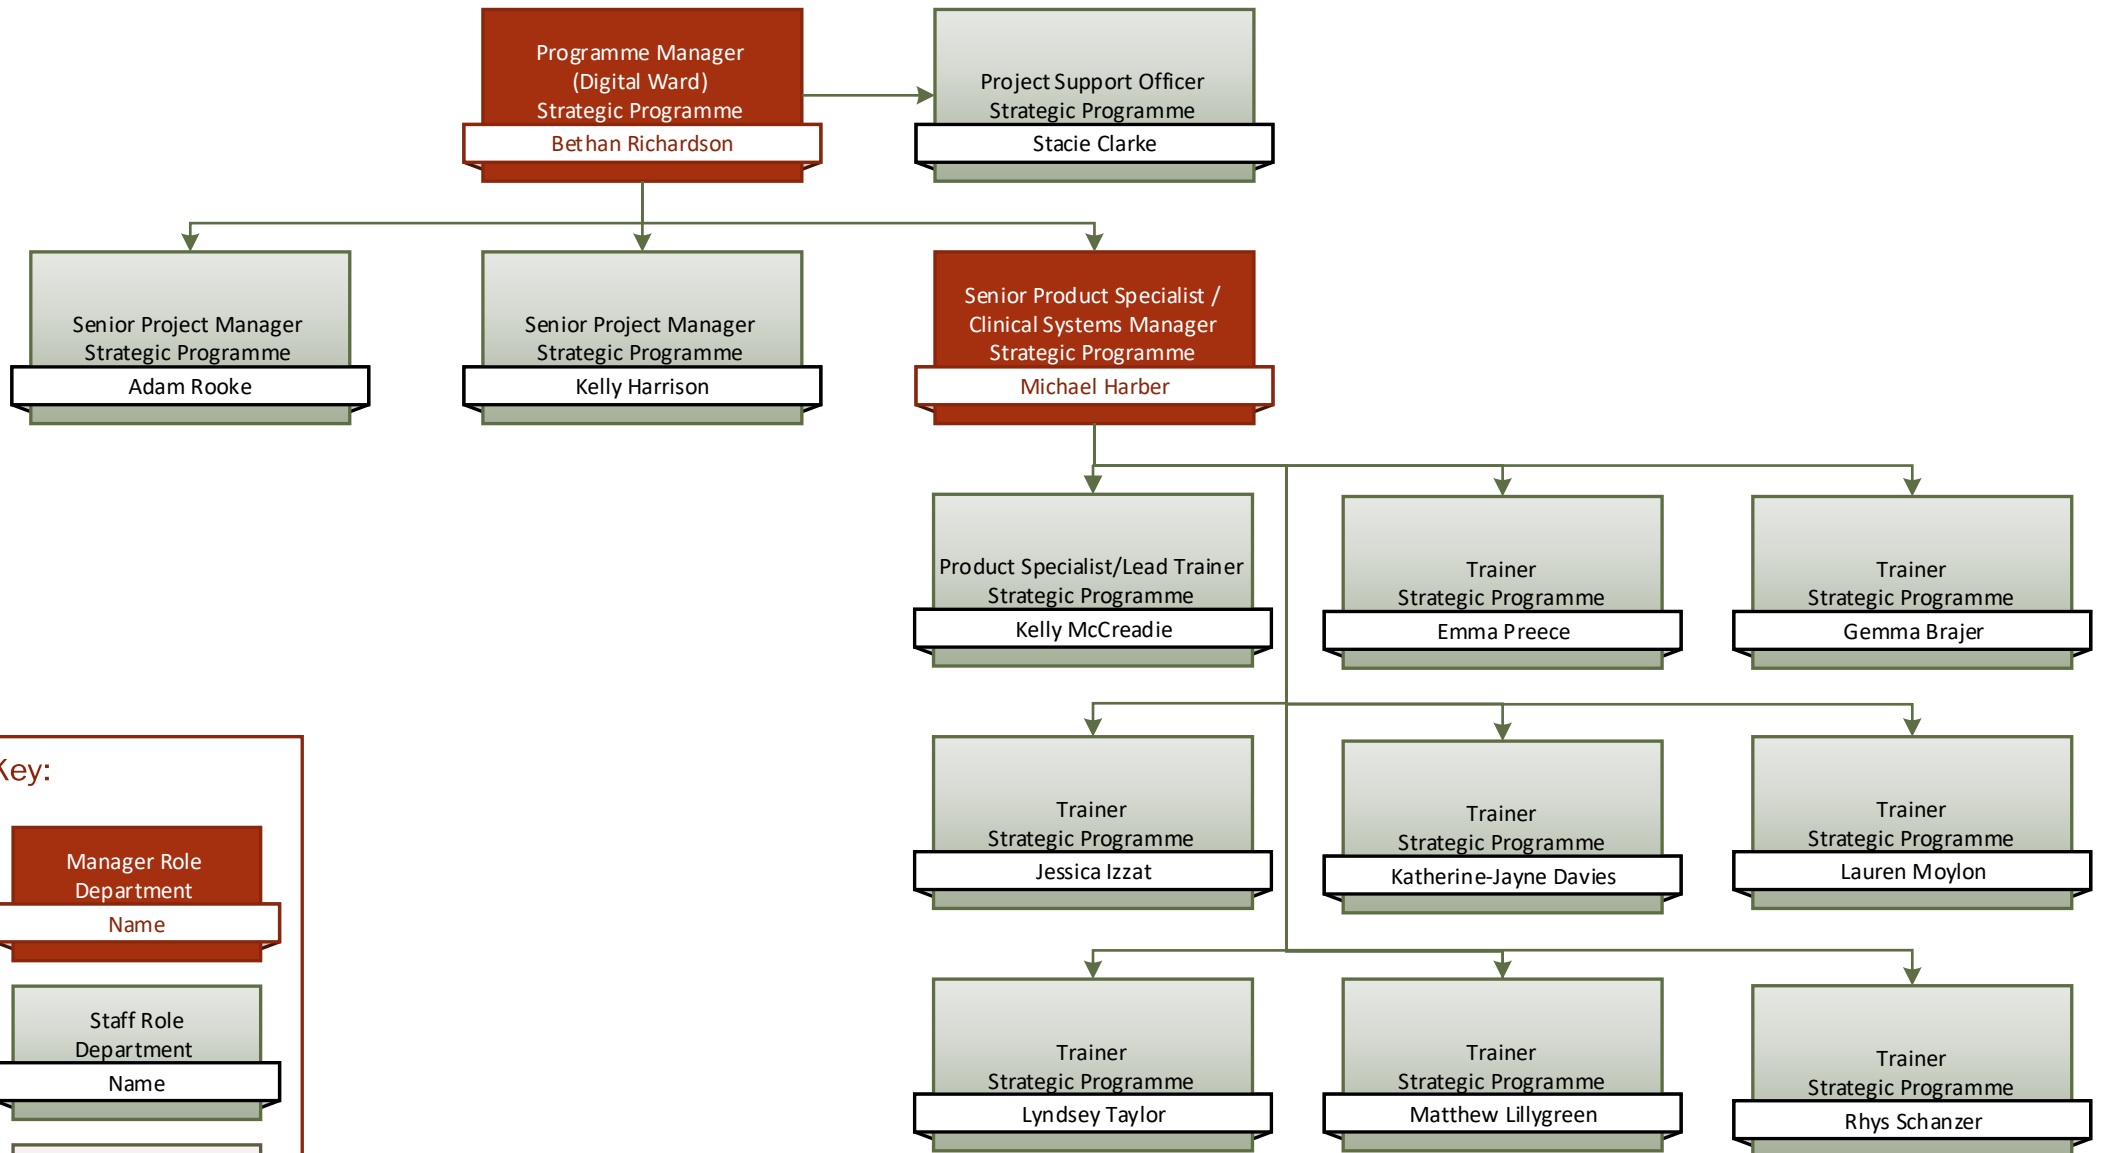 Programme Manager
(Digital Ward)
Strategic Programme
Bethan Richardson
Project Support Officer
Strategic Programme
Stacie Clarke
Senior Project Manager
Strategic Programme
Adam Rooke
Senior Project Manager
Strategic Programme
Kelly Harrison
Senior Product Specialist /
Clinical Systems Manager
Strategic Programme
Michael Harber
Product Specialist/Lead Trainer
Strategic Programme
Kelly McCreadie
Trainer
Strategic Programme
Emma Preece
Trainer
Strategic Programme
Gemma Brajer
Trainer
Strategic Programme
Jessica Izzat
Trainer
Strategic Programme
Katherine-Jayne Davies
Trainer
Strategic Programme
Lauren Moylon
Trainer
Strategic Programme
Lyndsey Taylor
Trainer
Strategic Programme
Matthew Lillygreen
Trainer
Strategic Programme
Rhys Schanzer
Key:
Manager Role
Department
Name
Staff Role
Department
Name